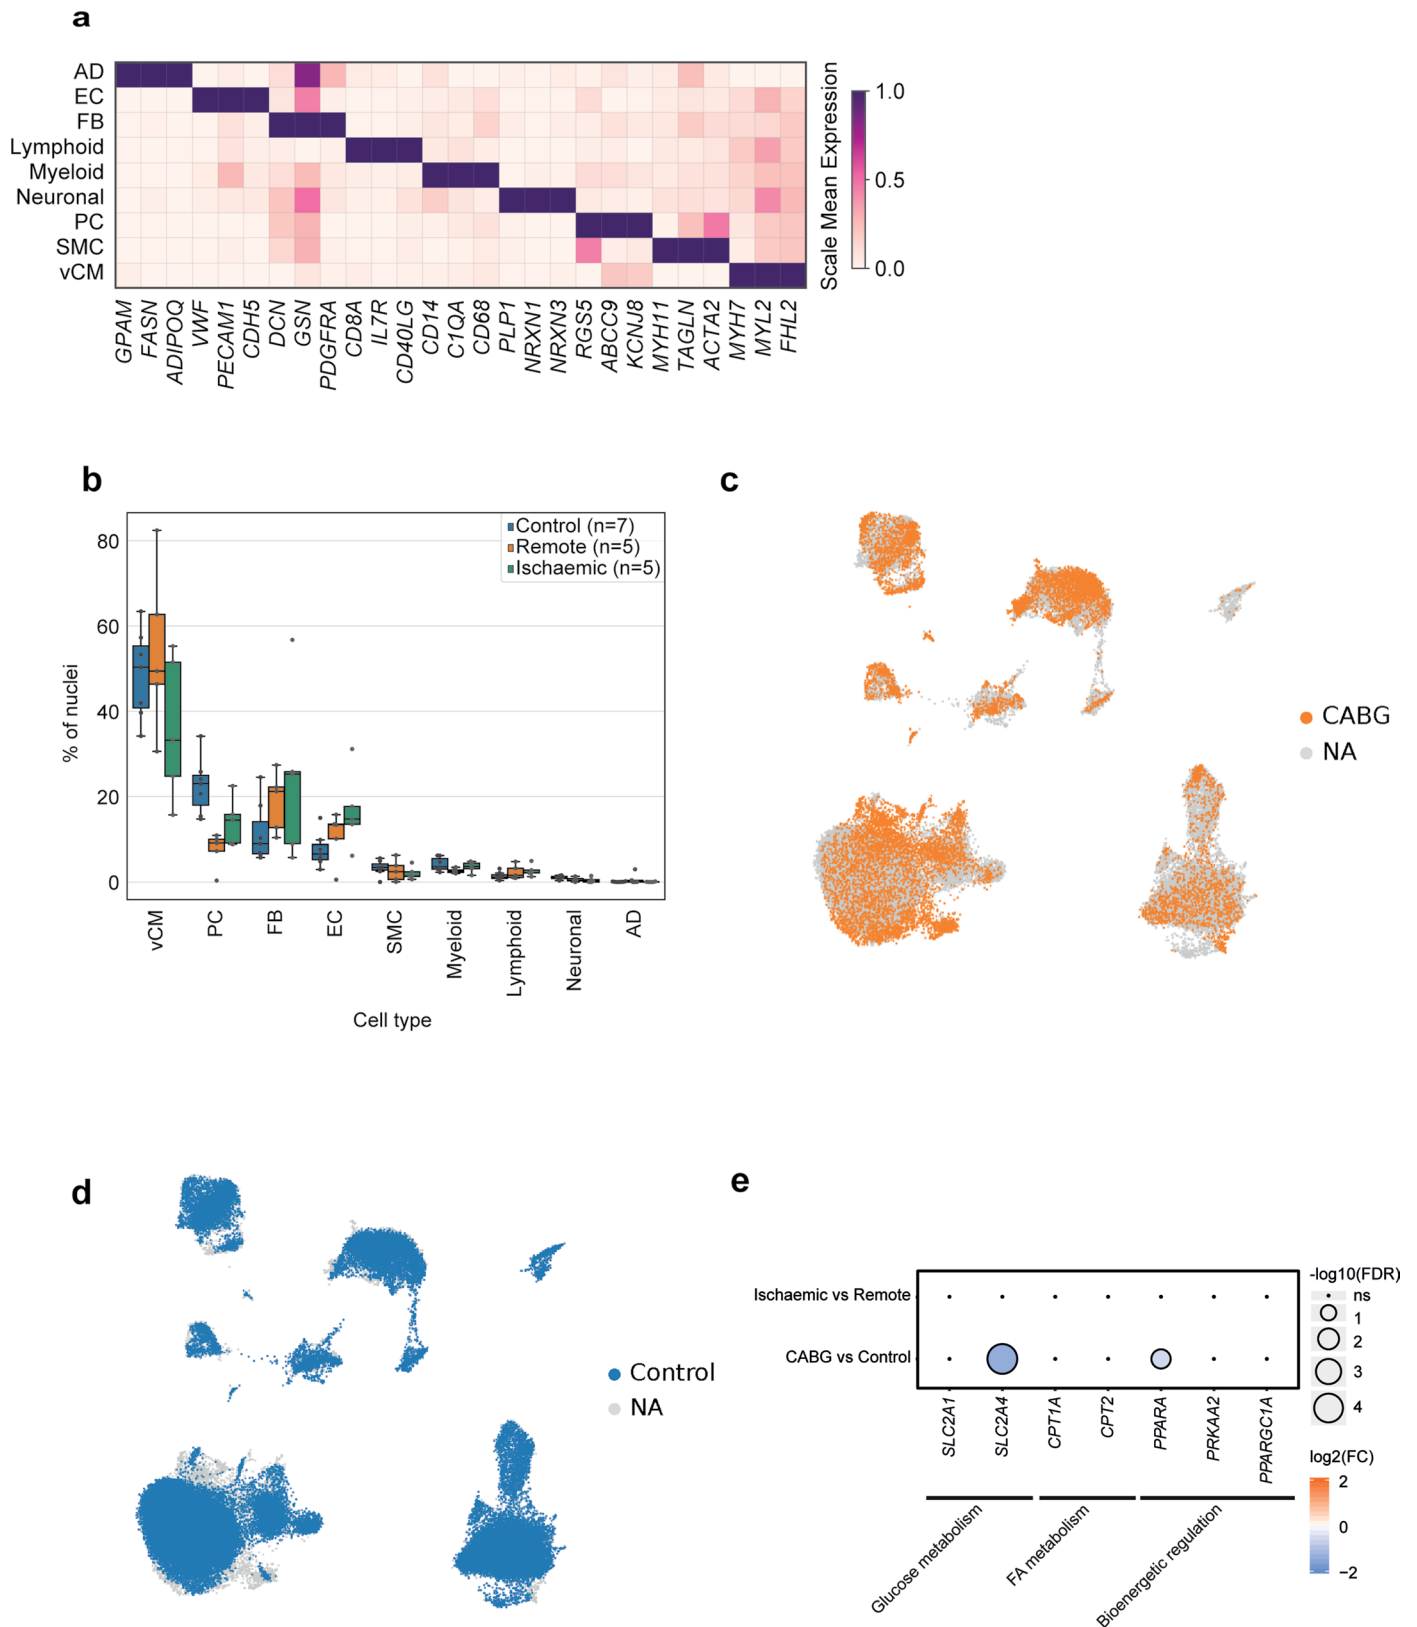 a
AD
EC
FB
Lymphoid
Myeloid
Neuronal
PC
SMC
vCM
GPAM
FASN
ADIPOQ
VWF
PECAM1
CDH5
DCN
GSN
PDGFRA
CD8A
IL7R
CD40LG
CD14
C1QA
CD68
PLP1
NRXN1
NRXN3
RGS5
ABCC9
KCNJ8
MYH11
TAGLN
ACTA2
MYH7
MYL2
FHL2
Scale Mean Expression
1.0
0.5
0.0
b
% of nuclei
80
60
40
20
0
Control (n=7)
Remote (n=5)
Ischaemic (n=5)
vCM
PC
FB
EC
SMC
Myeloid
Lymphoid
Neuronal
AD
Cell type
c
CABG
NA
d
Control
NA
e
Ischaemic vs Remote
CABG vs Control
SLC2A1
SLC2A4
CPT1A
CPT2
PPARA
PRKAA2
PPARGC1A
Glucose metabolism
FA metabolism
Bioenergetic regulation
-log10(FDR)
ns
1
2
3
4
log2(FC)
2
0
−2